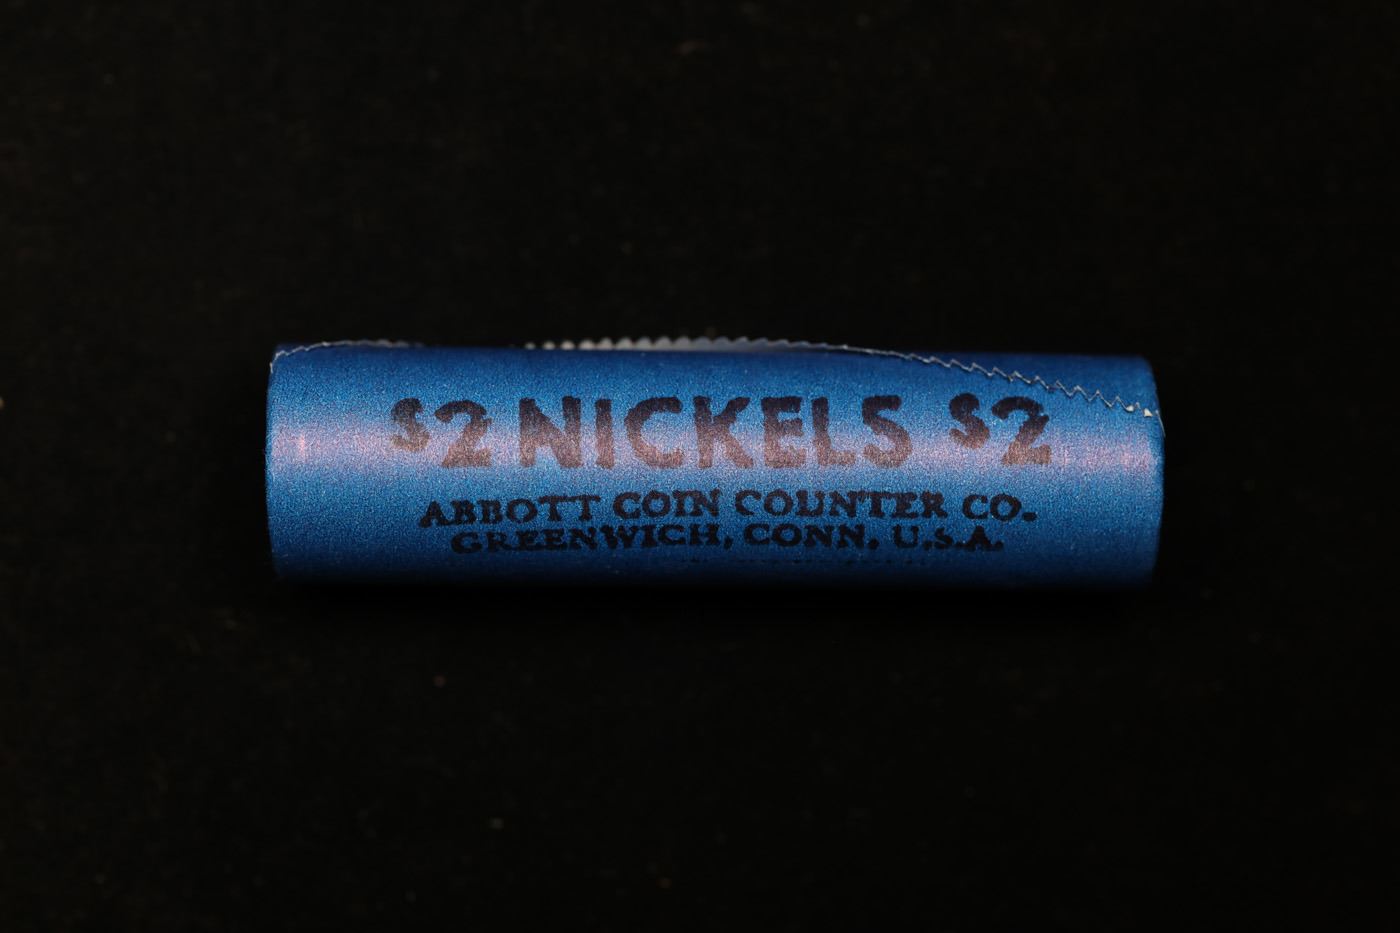 $2 NICKELS $2
ABBOTT COIN COUNTER CO.
GREENWICH, CONN. U.S.A.